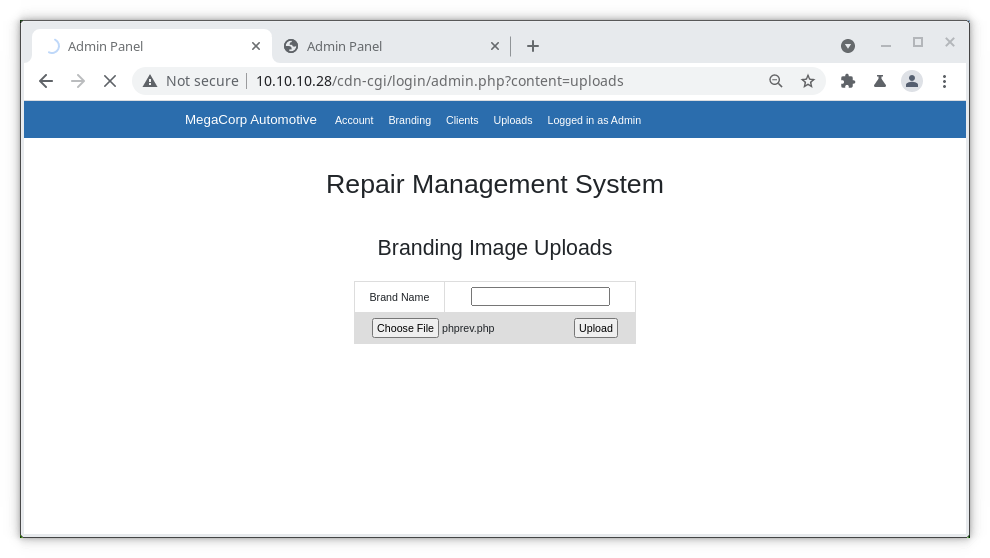 Admin Panel
Admin Panel
Not secure 10.10.10.28/cdn-cgi/login/admin.php?content=uploads
MegaCorp Automotive Account Branding Clients Uploads Logged in as Admin
Repair Management System
Branding Image Uploads
Brand Name
Choose File phprev.php Upload